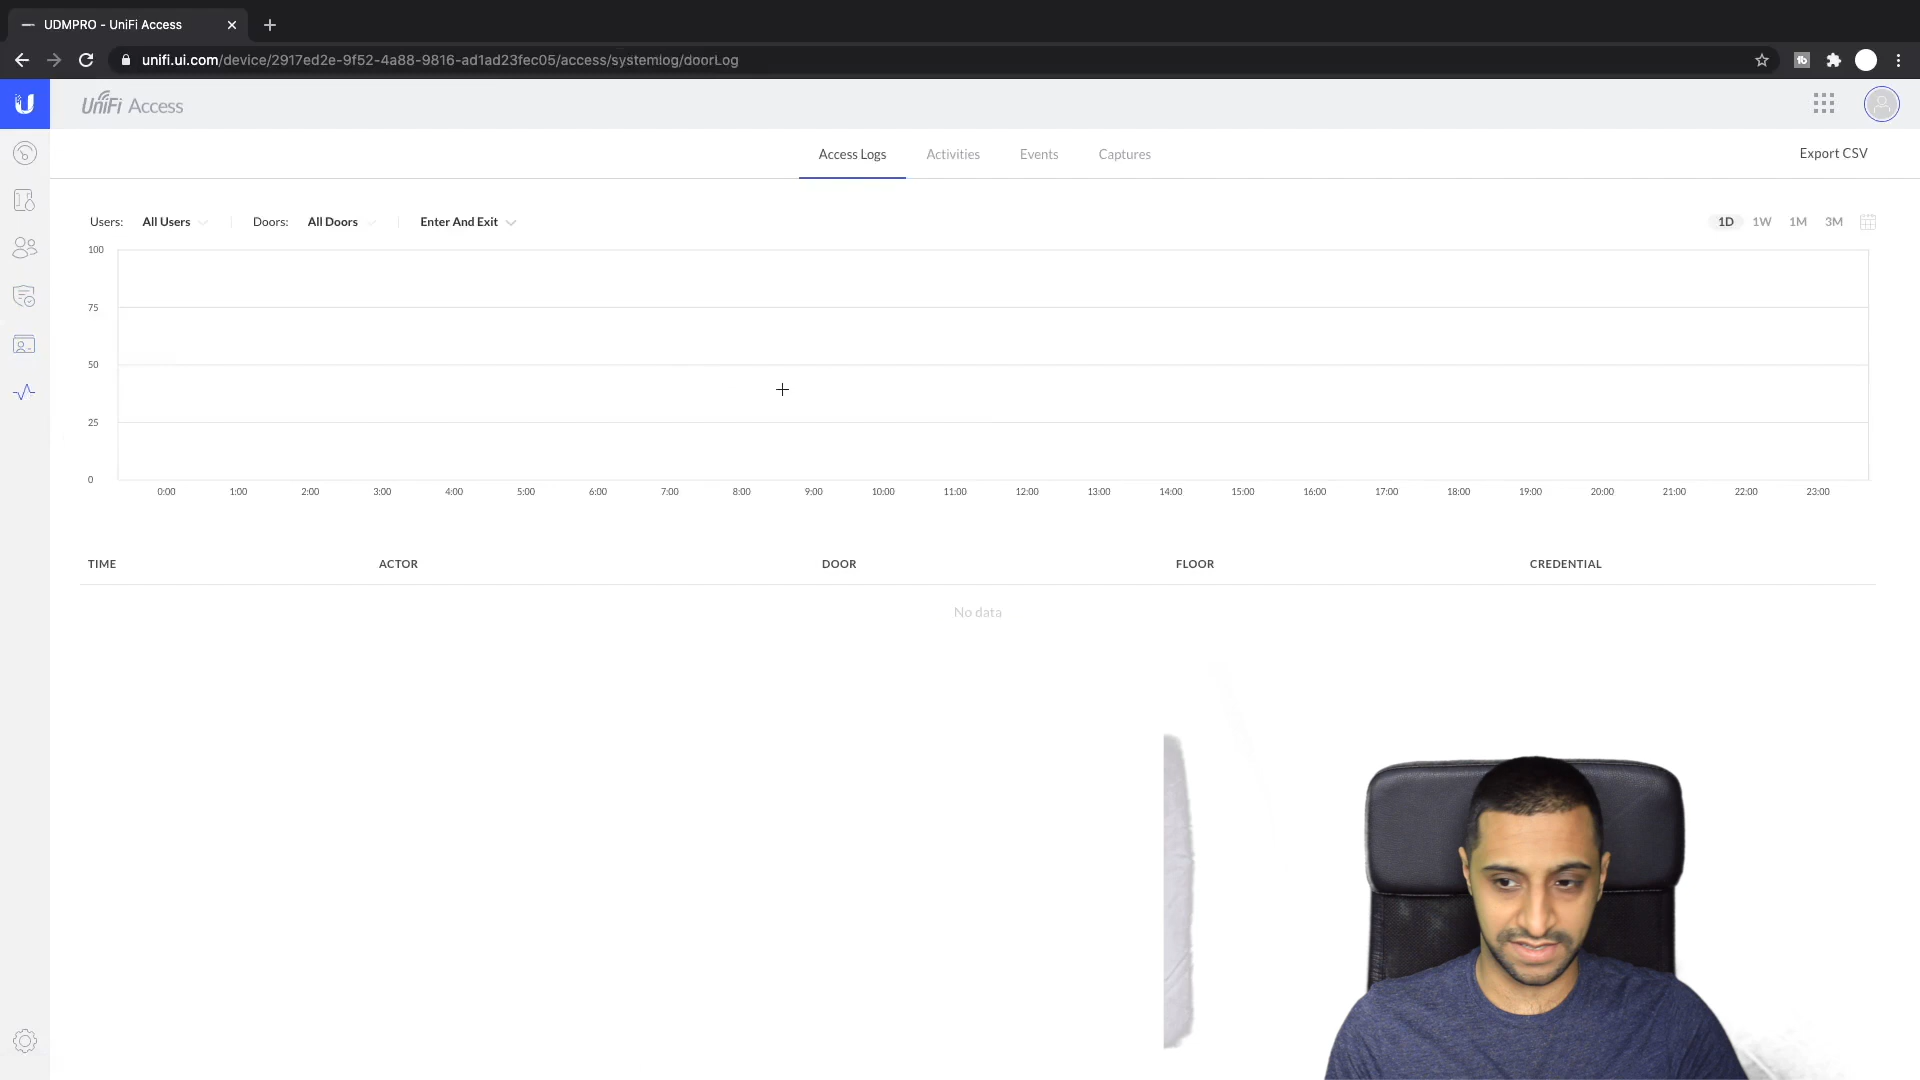 UDMPRO - UniFi Access
unifi.ui.com/device/2917ed2e-9f52-4a88-9816-ad1ad23fec05/access/systemlog/doorLog
UniFi Access
Access Logs Activities Events Captures Export CSV
Users: All Users Doors: All Doors Enter And Exit 1D 1W 1M 3M
100
75
50
25
0
0:00 1:00 2:00 3:00 4:00 5:00 6:00 7:00 8:00 9:00 10:00 11:00 12:00 13:00 14:00 15:00 16:00 17:00 18:00 19:00 20:00 21:00 22:00 23:00
TIME ACTOR DOOR FLOOR CREDENTIAL
No data